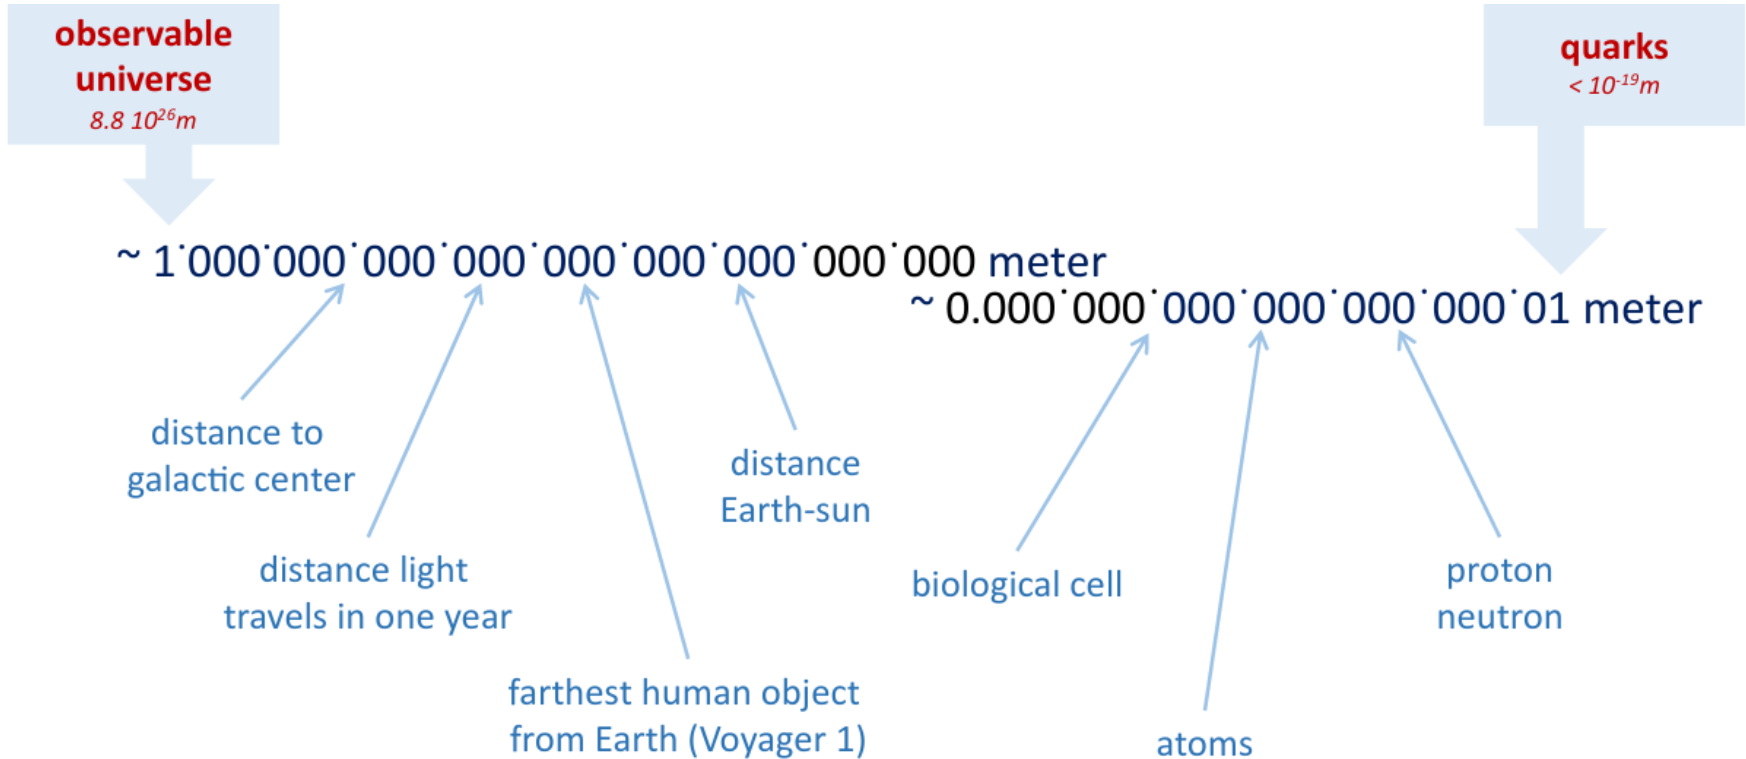 observable
universe
8.8 10²⁶m
quarks
< 10⁻¹⁹m
~ 1˙000˙000˙000˙000˙000˙000˙000˙000˙000 meter
~ 0.000˙000˙000˙000˙000˙000˙01 meter
distance to
galactic center
distance light
travels in one year
farthest human object
from Earth (Voyager 1)
distance
Earth-sun
biological cell
atoms
proton
neutron